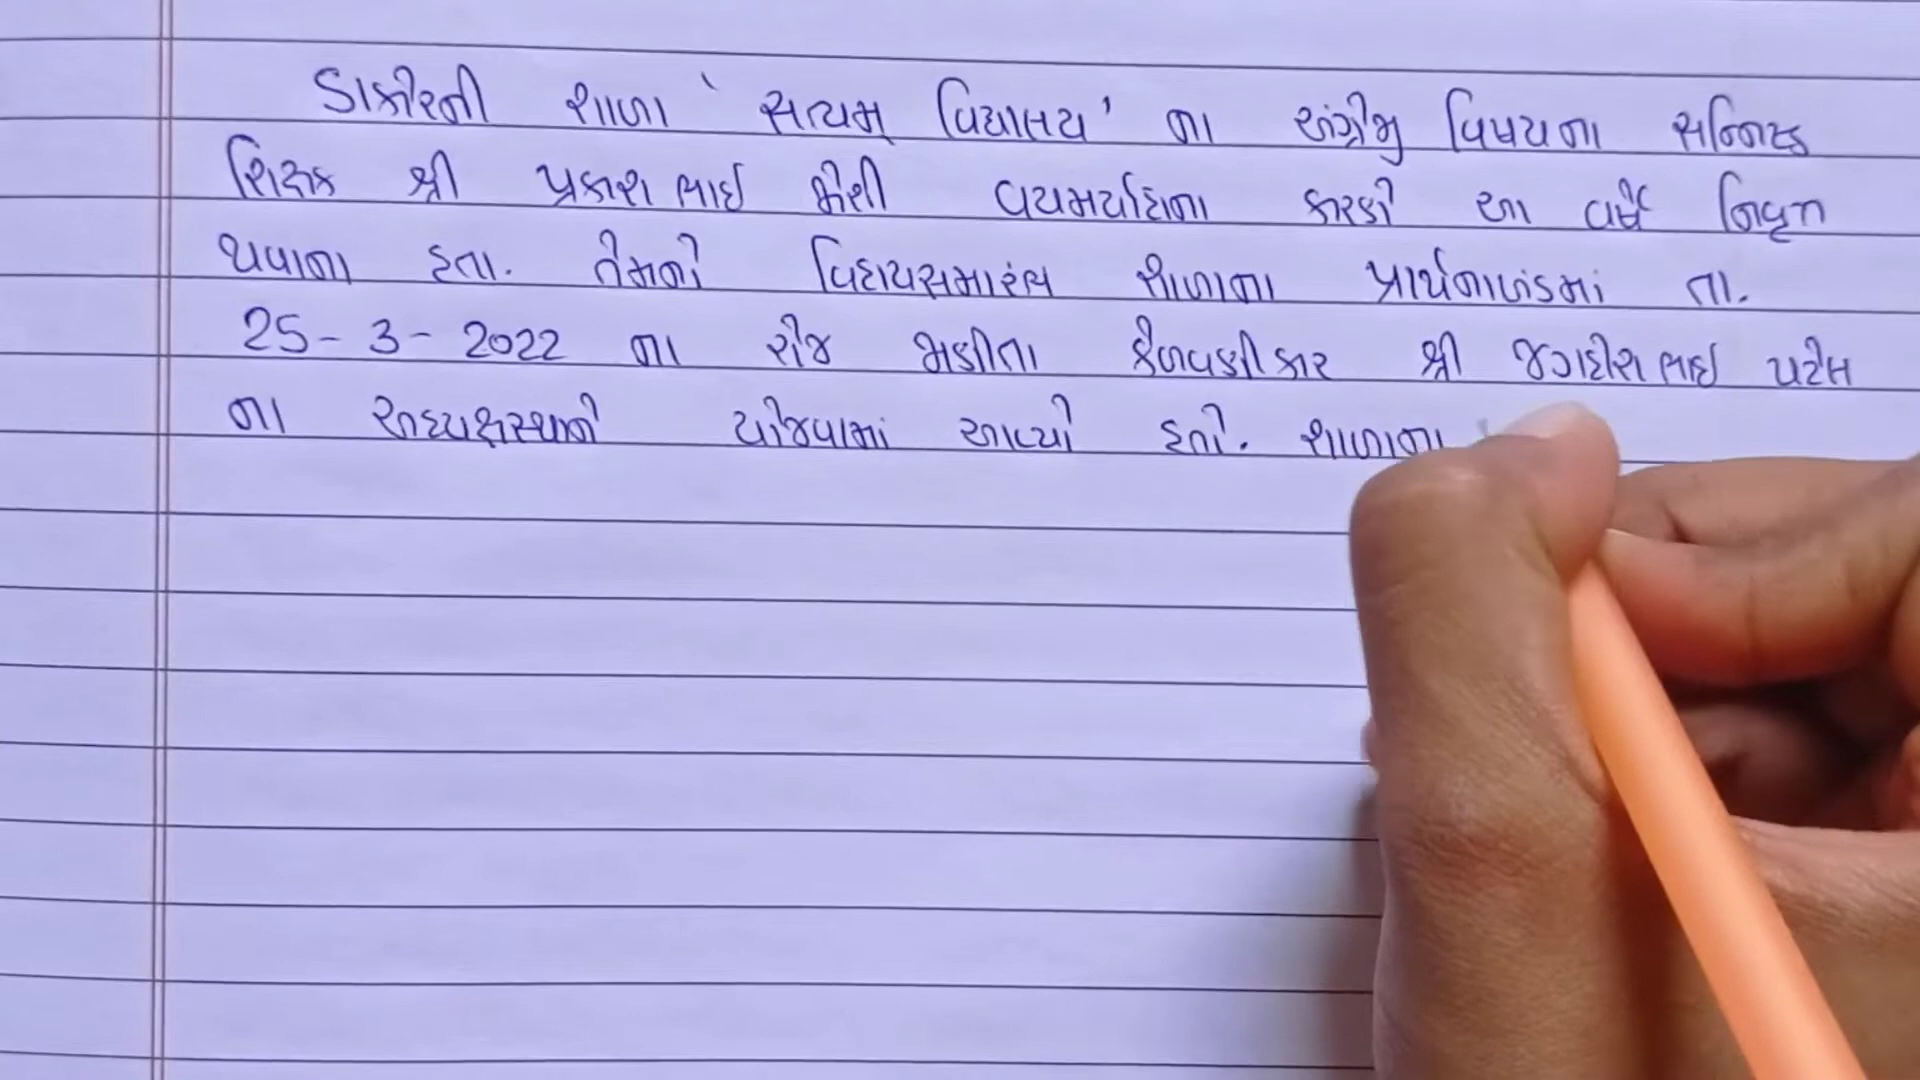 ડાકોરની શાળા 'સત્યમ્ વિદ્યાલય' ના અંગ્રેજી વિષયના સન્નિષ્ઠ
શિક્ષક શ્રી પ્રકાશભાઈ જોશી વયમર્યાદાના કારણે આ વર્ષે નિવૃત્ત
થવાના હતા. તેમનો વિદાયસમારંભ શાળાના પ્રાર્થનાખંડમાં તા.
25-3-2022 ના રોજ જાણીતા કેળવણીકાર શ્રી જગદીશભાઈ પટેલ
ના અધ્યક્ષસ્થાને યોજવામાં આવ્યો હતો. શાળાના